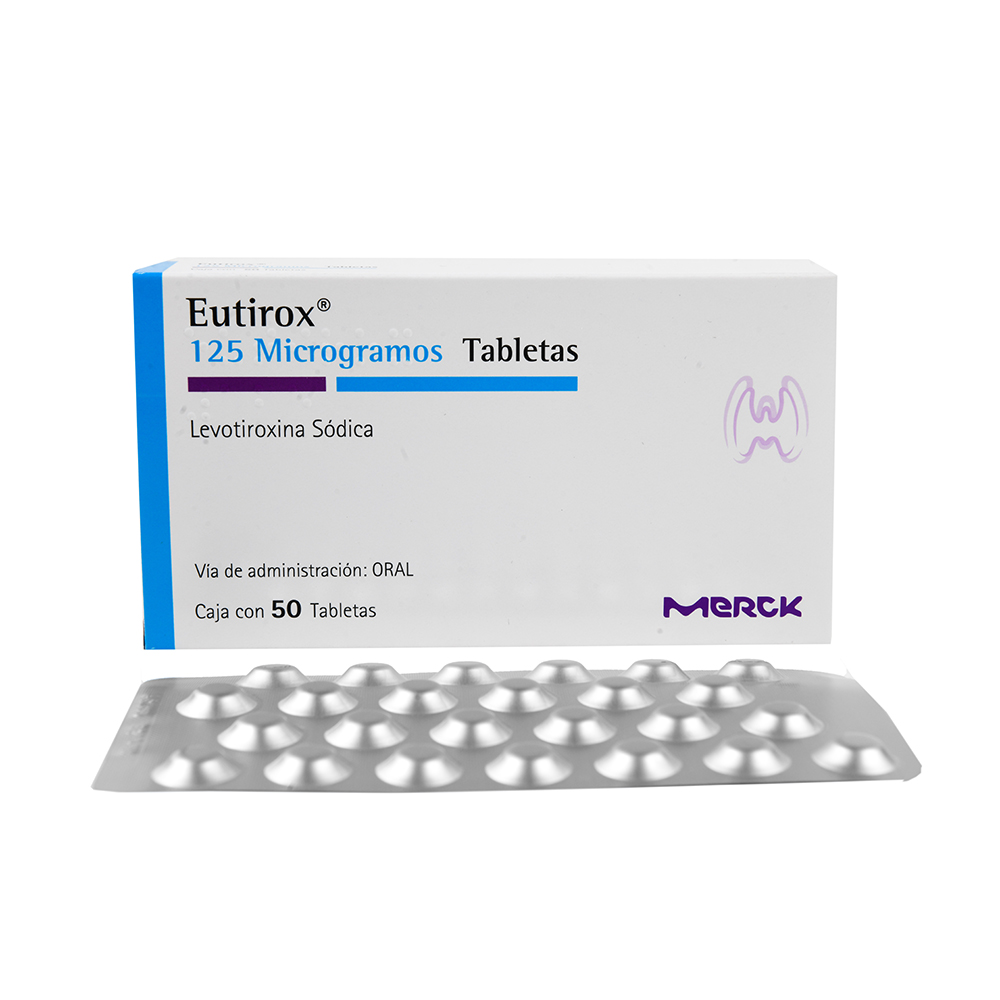 Eutirox®
125 Microgramos Tabletas
Levotiroxina Sódica
Vía de administración: ORAL
Caja con 50 Tabletas
MERCK